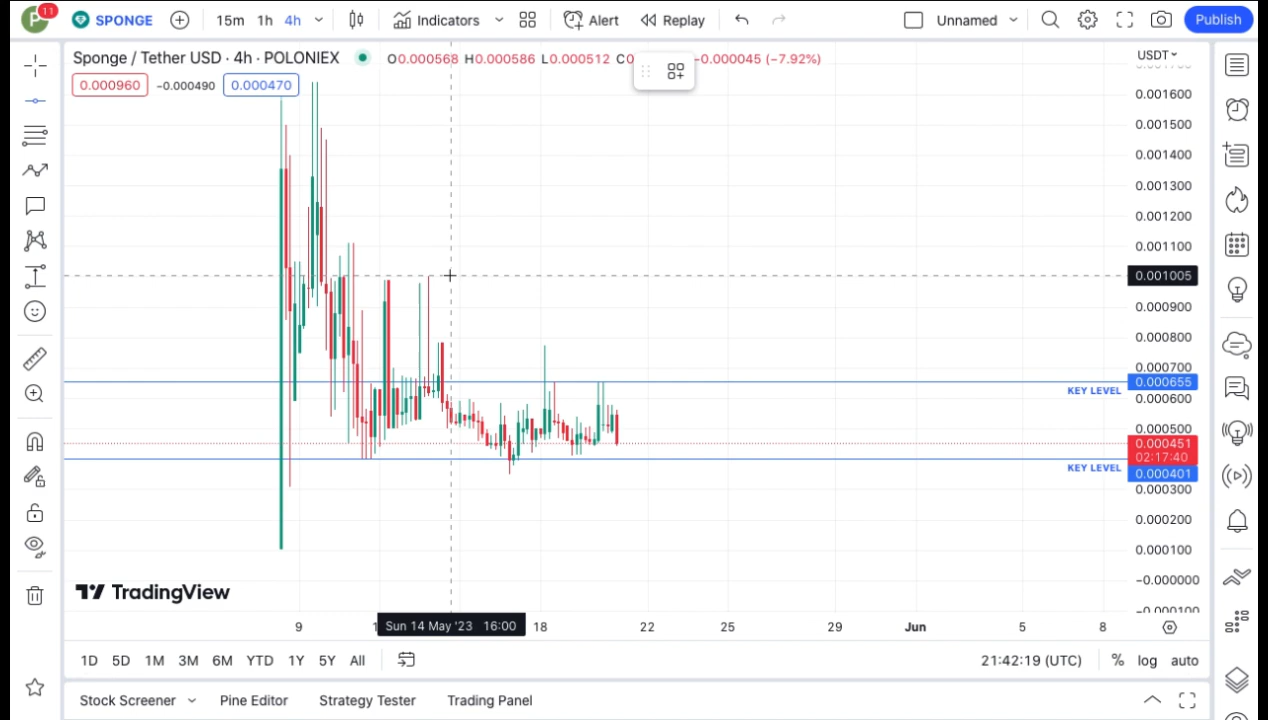 P 11 SPONGE 15m 1h 4h Indicators Alert Replay Unnamed Publish
Sponge / Tether USD · 4h · POLONIEX O0.000568 H0.000586 L0.000512 C0 −0.000045 (−7.92%) USDT
0.000960 −0.000490 0.000470
0.001600
0.001500
0.001400
0.001300
0.001200
0.001100
0.001005
0.000900
0.000800
0.000700
0.000655
KEY LEVEL
0.000600
0.000500
0.000451
02:17:40
KEY LEVEL 0.000401
0.000300
0.000200
0.000100
TradingView
−0.000000
−0.000100
9 1 Sun 14 May '23 16:00 18 22 25 29 Jun 5 8
1D 5D 1M 3M 6M YTD 1Y 5Y All 21:42:19 (UTC) % log auto
Stock Screener Pine Editor Strategy Tester Trading Panel